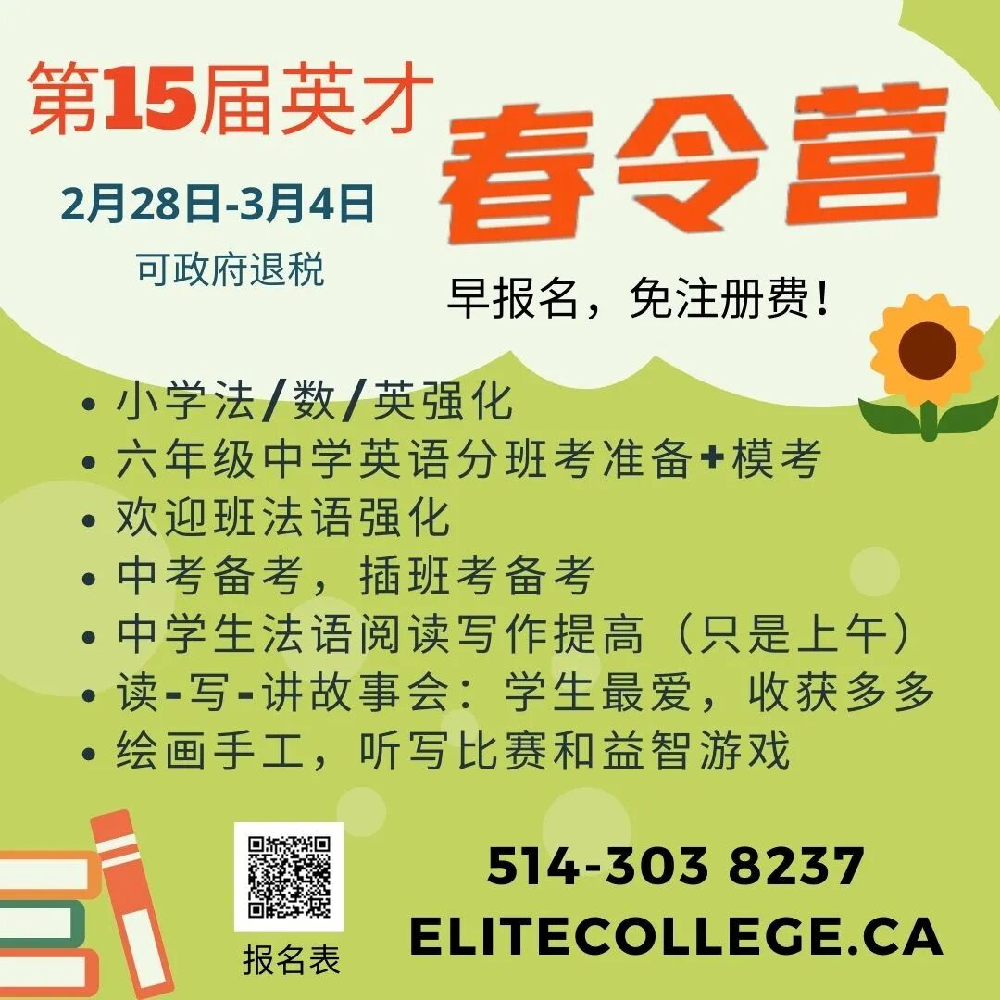 第15届英才
春令营
2月28日-3月4日
可政府退税
早报名，免注册费！
• 小学法/数/英强化
• 六年级中学英语分班考准备+模考
• 欢迎班法语强化
• 中考备考，插班考备考
• 中学生法语阅读写作提高（只是上午）
• 读-写-讲故事会：学生最爱，收获多多
• 绘画手工，听写比赛和益智游戏
514-303 8237
ELITECOLLEGE.CA
报名表